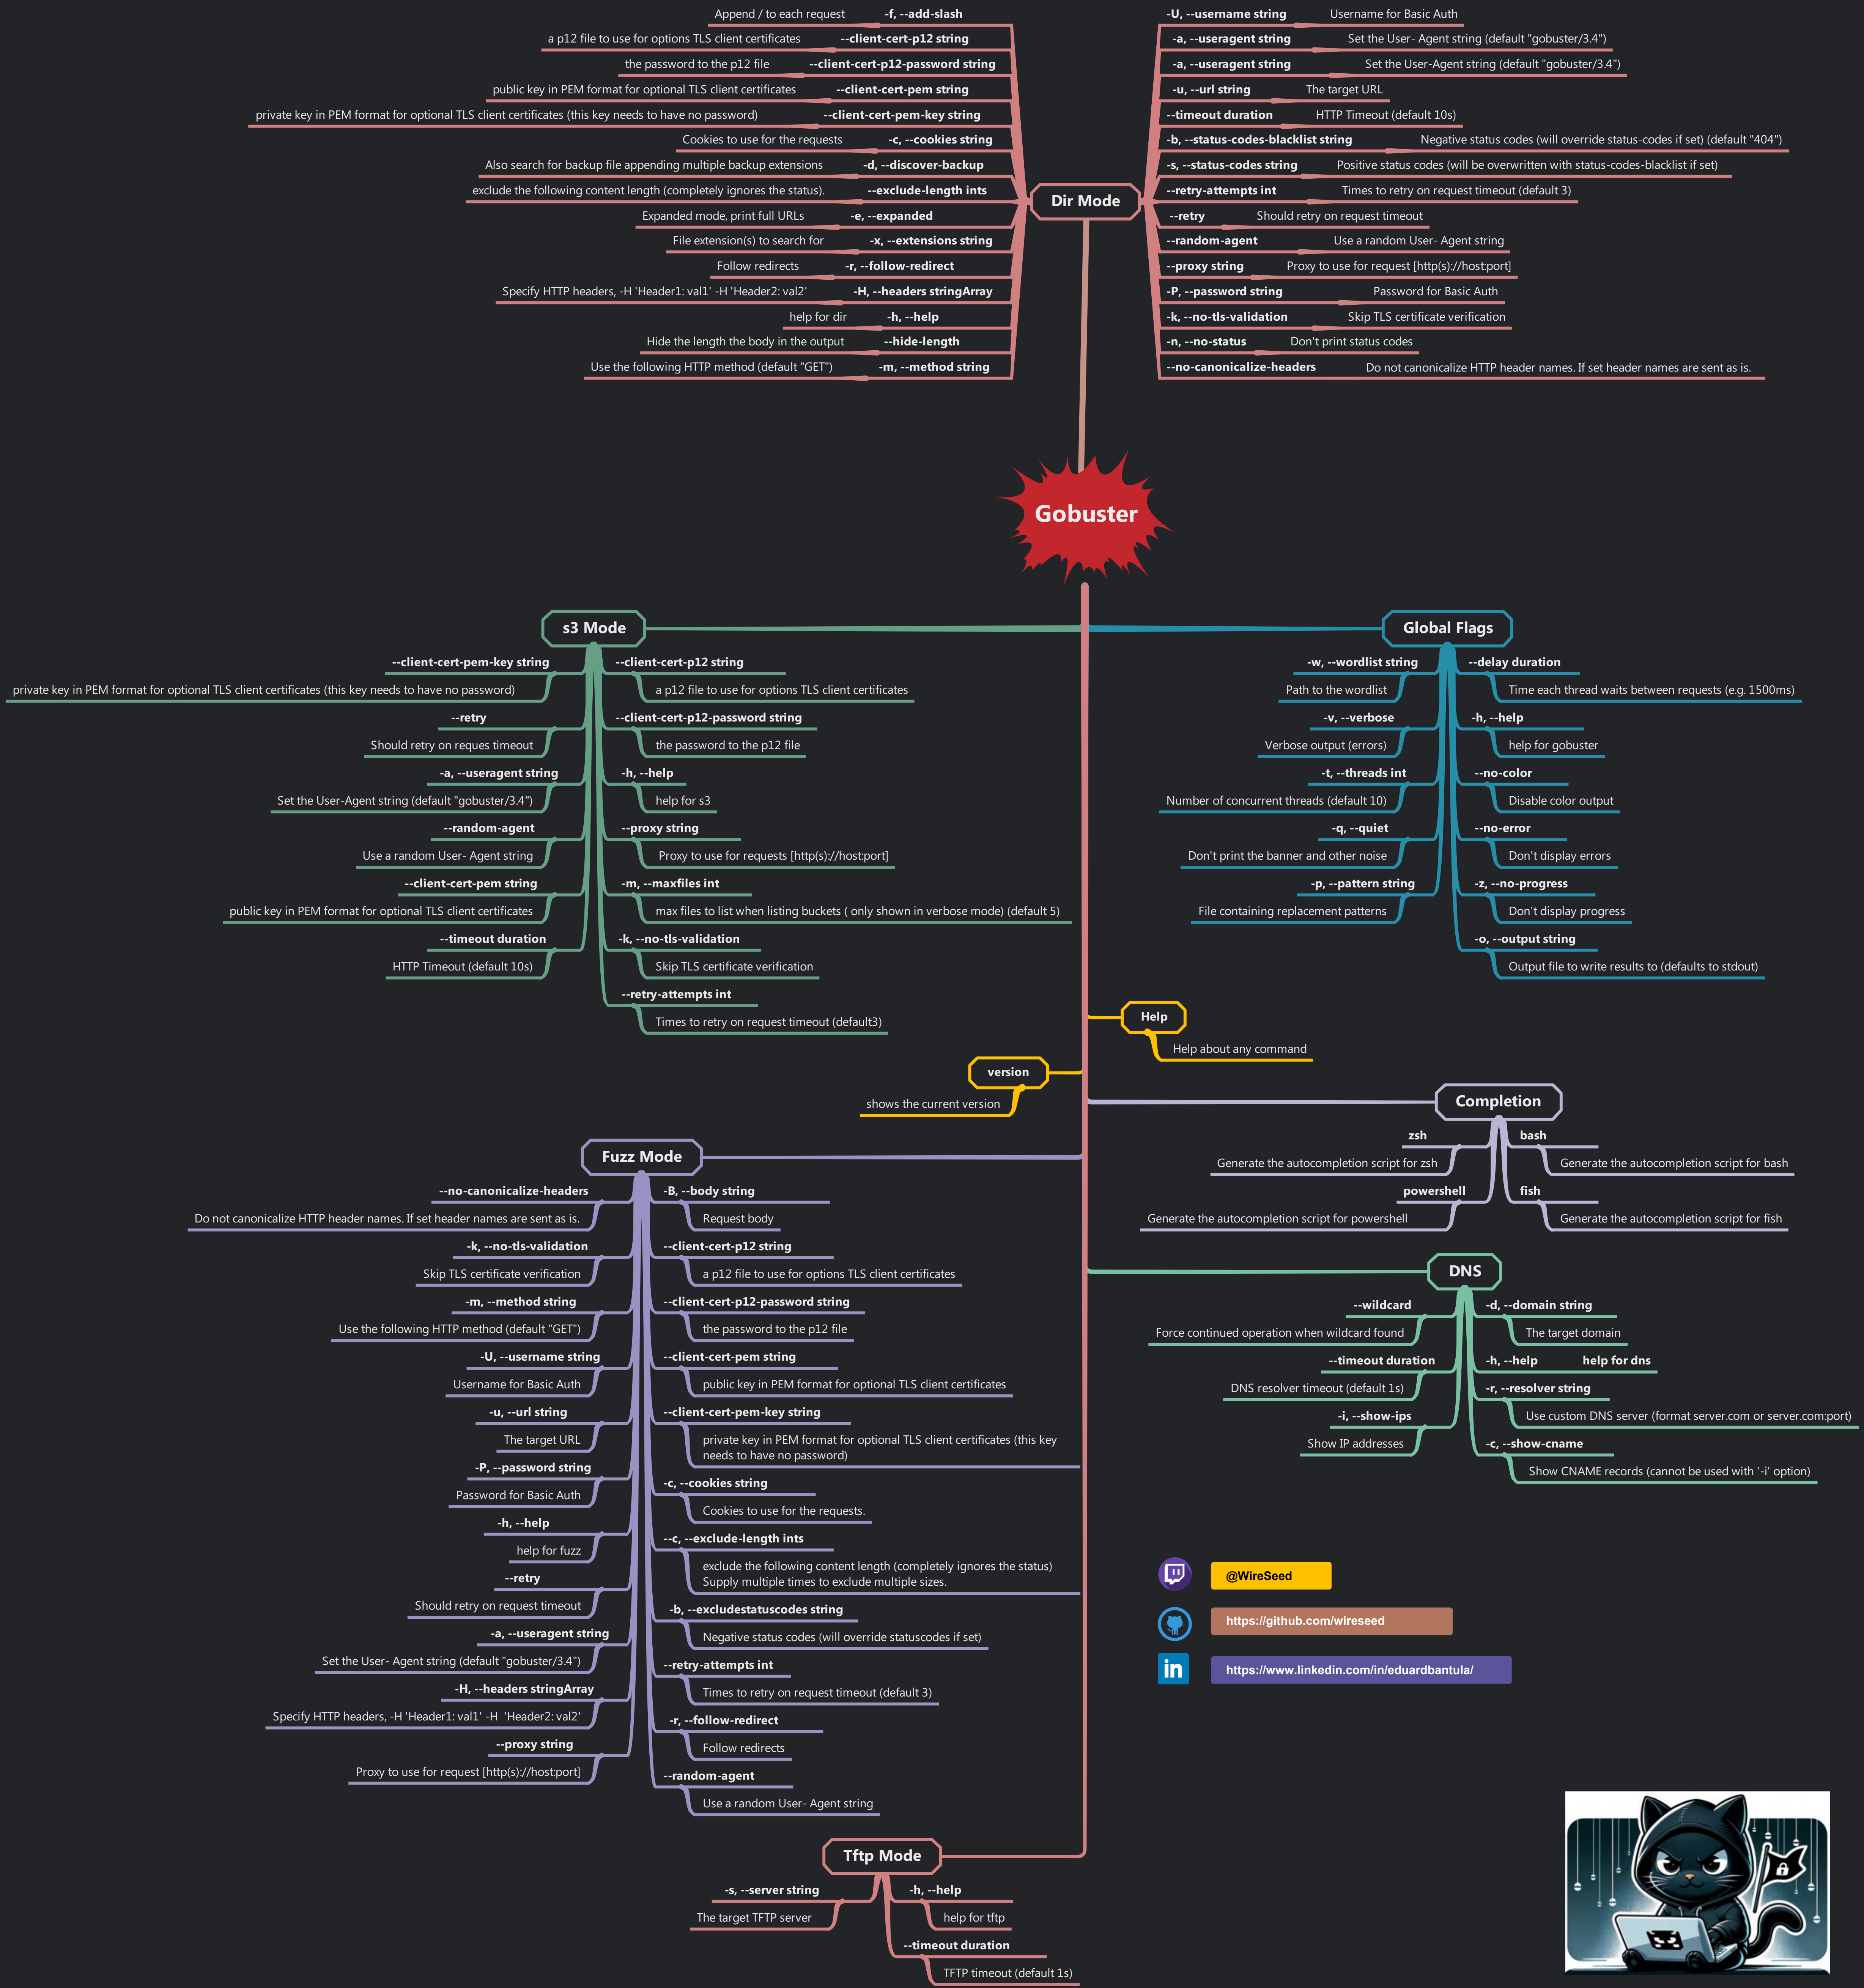 Append / to each request
-f, --add-slash
a p12 file to use for options TLS client certificates
--client-cert-p12 string
the password to the p12 file
--client-cert-p12-password string
public key in PEM format for optional TLS client certificates
--client-cert-pem string
private key in PEM format for optional TLS client certificates (this key needs to have no password)
--client-cert-pem-key string
Cookies to use for the requests
-c, --cookies string
Also search for backup file appending multiple backup extensions
-d, --discover-backup
exclude the following content length (completely ignores the status).
--exclude-length ints
Expanded mode, print full URLs
-e, --expanded
File extension(s) to search for
-x, --extensions string
Follow redirects
-r, --follow-redirect
Specify HTTP headers, -H 'Header1: val1' -H 'Header2: val2'
-H, --headers stringArray
help for dir
-h, --help
Hide the length the body in the output
--hide-length
Use the following HTTP method (default "GET")
-m, --method string
Dir Mode
-U, --username string
Username for Basic Auth
-a, --useragent string
Set the User- Agent string (default "gobuster/3.4")
-a, --useragent string
Set the User-Agent string (default "gobuster/3.4")
-u, --url string
The target URL
--timeout duration
HTTP Timeout (default 10s)
-b, --status-codes-blacklist string
Negative status codes (will override status-codes if set) (default "404")
-s, --status-codes string
Positive status codes (will be overwritten with status-codes-blacklist if set)
--retry-attempts int
Times to retry on request timeout (default 3)
--retry
Should retry on request timeout
--random-agent
Use a random User- Agent string
--proxy string
Proxy to use for request [http(s)://host:port]
-P, --password string
Password for Basic Auth
-k, --no-tls-validation
Skip TLS certificate verification
-n, --no-status
Don't print status codes
--no-canonicalize-headers
Do not canonicalize HTTP header names. If set header names are sent as is.
Gobuster
s3 Mode
--client-cert-pem-key string
private key in PEM format for optional TLS client certificates (this key needs to have no password)
--retry
Should retry on reques timeout
-a, --useragent string
Set the User-Agent string (default "gobuster/3.4")
--random-agent
Use a random User- Agent string
--client-cert-pem string
public key in PEM format for optional TLS client certificates
--timeout duration
HTTP Timeout (default 10s)
--client-cert-p12 string
a p12 file to use for options TLS client certificates
--client-cert-p12-password string
the password to the p12 file
-h, --help
help for s3
--proxy string
Proxy to use for requests [http(s)://host:port]
-m, --maxfiles int
max files to list when listing buckets ( only shown in verbose mode) (default 5)
-k, --no-tls-validation
Skip TLS certificate verification
--retry-attempts int
Times to retry on request timeout (default3)
Global Flags
-w, --wordlist string
Path to the wordlist
-v, --verbose
Verbose output (errors)
-t, --threads int
Number of concurrent threads (default 10)
-q, --quiet
Don't print the banner and other noise
-p, --pattern string
File containing replacement patterns
--delay duration
Time each thread waits between requests (e.g. 1500ms)
-h, --help
help for gobuster
--no-color
Disable color output
--no-error
Don't display errors
-z, --no-progress
Don't display progress
-o, --output string
Output file to write results to (defaults to stdout)
Help
Help about any command
version
shows the current version
Completion
zsh
Generate the autocompletion script for zsh
powershell
Generate the autocompletion script for powershell
bash
Generate the autocompletion script for bash
fish
Generate the autocompletion script for fish
Fuzz Mode
--no-canonicalize-headers
Do not canonicalize HTTP header names. If set header names are sent as is.
-k, --no-tls-validation
Skip TLS certificate verification
-m, --method string
Use the following HTTP method (default "GET")
-U, --username string
Username for Basic Auth
-u, --url string
The target URL
-P, --password string
Password for Basic Auth
-h, --help
help for fuzz
--retry
Should retry on request timeout
-a, --useragent string
Set the User- Agent string (default "gobuster/3.4")
-H, --headers stringArray
Specify HTTP headers, -H 'Header1: val1' -H  'Header2: val2'
--proxy string
Proxy to use for request [http(s)://host:port]
-B, --body string
Request body
--client-cert-p12 string
a p12 file to use for options TLS client certificates
--client-cert-p12-password string
the password to the p12 file
--client-cert-pem string
public key in PEM format for optional TLS client certificates
--client-cert-pem-key string
private key in PEM format for optional TLS client certificates (this key
needs to have no password)
-c, --cookies string
Cookies to use for the requests.
--c, --exclude-length ints
exclude the following content length (completely ignores the status)
Supply multiple times to exclude multiple sizes.
-b, --excludestatuscodes string
Negative status codes (will override statuscodes if set)
--retry-attempts int
Times to retry on request timeout (default 3)
-r, --follow-redirect
Follow redirects
--random-agent
Use a random User- Agent string
DNS
--wildcard
Force continued operation when wildcard found
--timeout duration
DNS resolver timeout (default 1s)
-i, --show-ips
Show IP addresses
-d, --domain string
The target domain
-h, --help
help for dns
-r, --resolver string
Use custom DNS server (format server.com or server.com:port)
-c, --show-cname
Show CNAME records (cannot be used with '-i' option)
@WireSeed
https://github.com/wireseed
in
https://www.linkedin.com/in/eduardbantula/
Tftp Mode
-s, --server string
The target TFTP server
-h, --help
help for tftp
--timeout duration
TFTP timeout (default 1s)